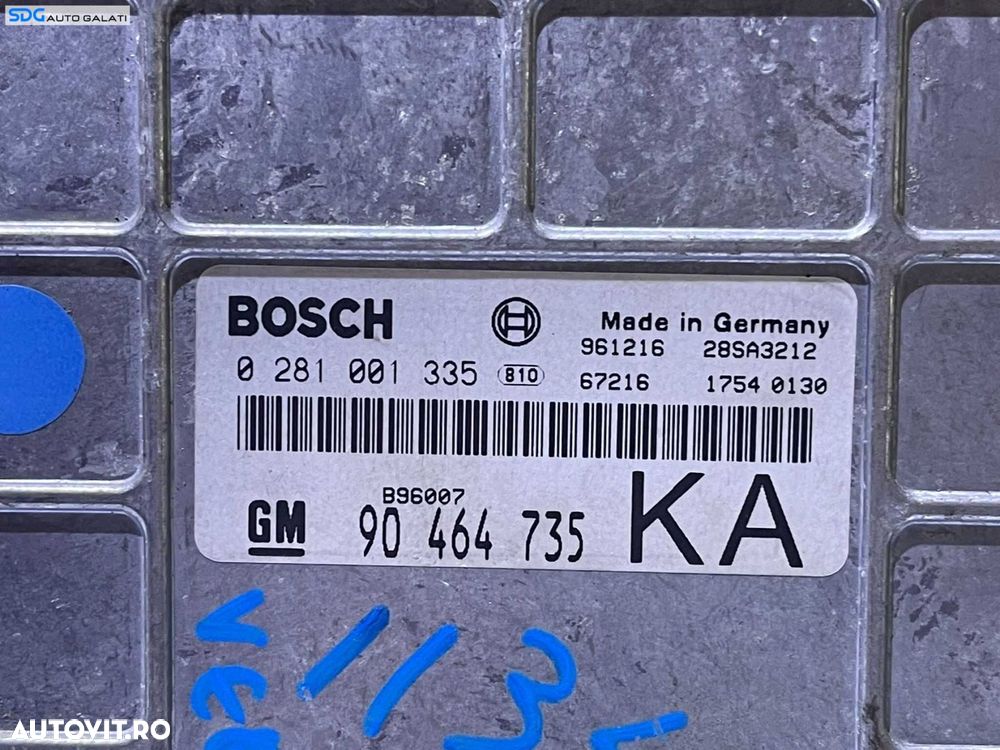 SDG AUTO GALATI
BOSCH
Made in Germany
961216 28SA3212
0 281 001 335 810
67216 1754 0130
B96007
GM 90 464 735 KA
113
AUTOVIT.RO